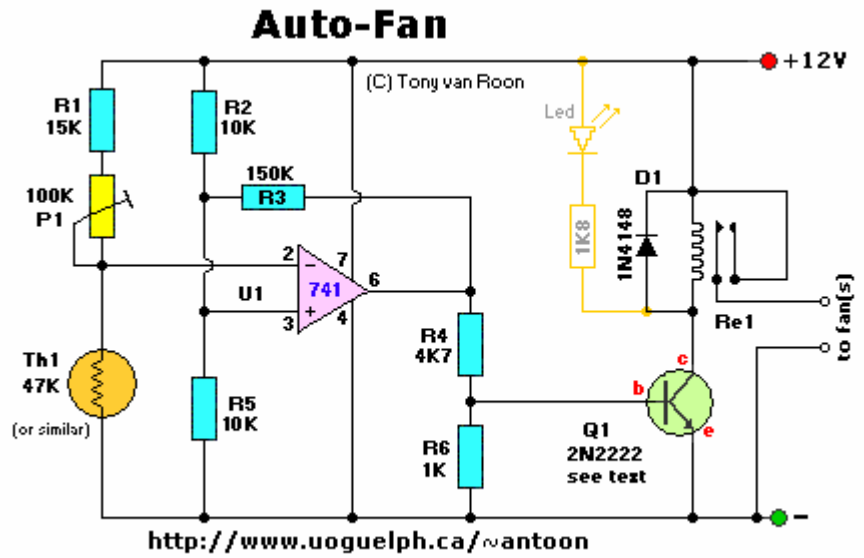 Auto-Fan
+12V
(C) Tony van Roon
R1
15K
R2
10K
Led
150K
R3
100K
P1
D1
1N4148
1K8
2
7
6
741
3
4
U1
R4
4K7
Re1
to fan(s)
Th1
47K
(or similar)
R5
10K
c
b
e
R6
1K
Q1
2N2222
see text
-
http://www.uoguelph.ca/~antoon